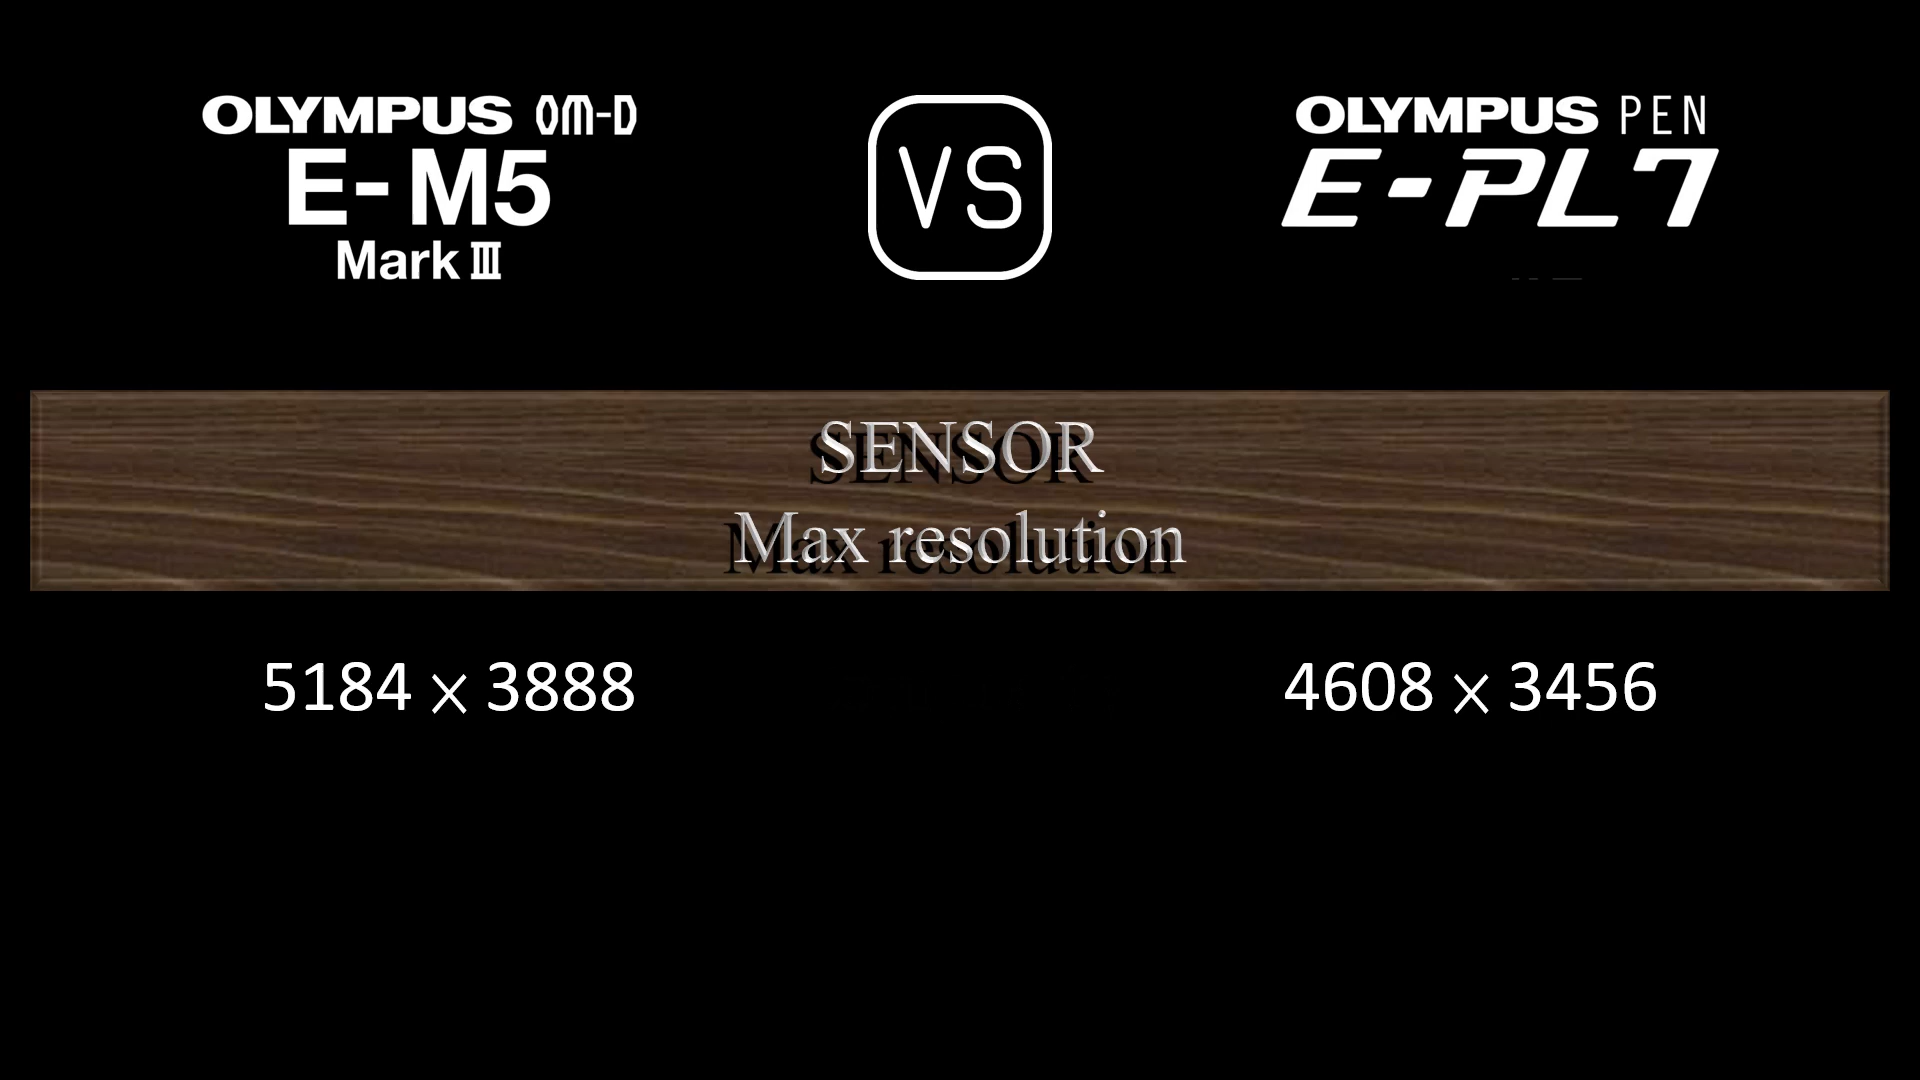 OLYMPUS OM-D
E-M5
Mark III
VS
OLYMPUS PEN
E-PL7
SENSOR
Max resolution
5184 x 3888
4608 x 3456